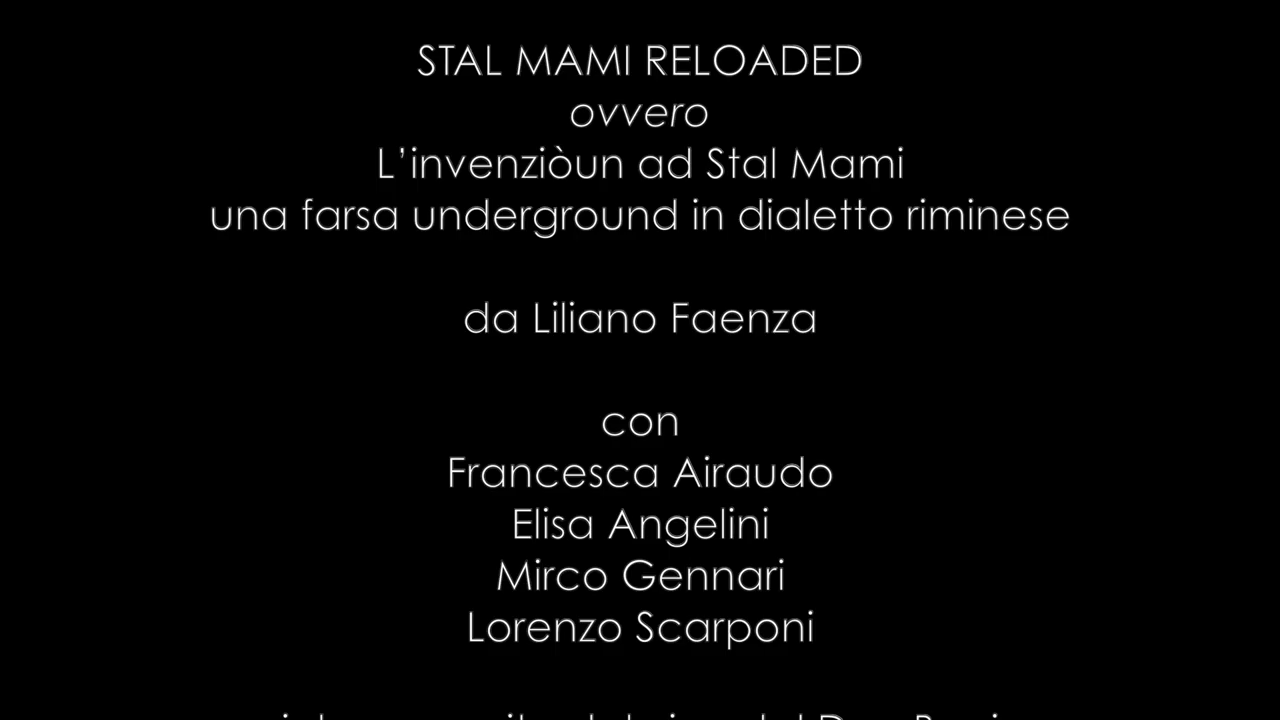 STAL MAMI RELOADED
ovvero
L’invenziòun ad Stal Mami
una farsa underground in dialetto riminese
da Liliano Faenza
con
Francesca Airaudo
Elisa Angelini
Mirco Gennari
Lorenzo Scarponi